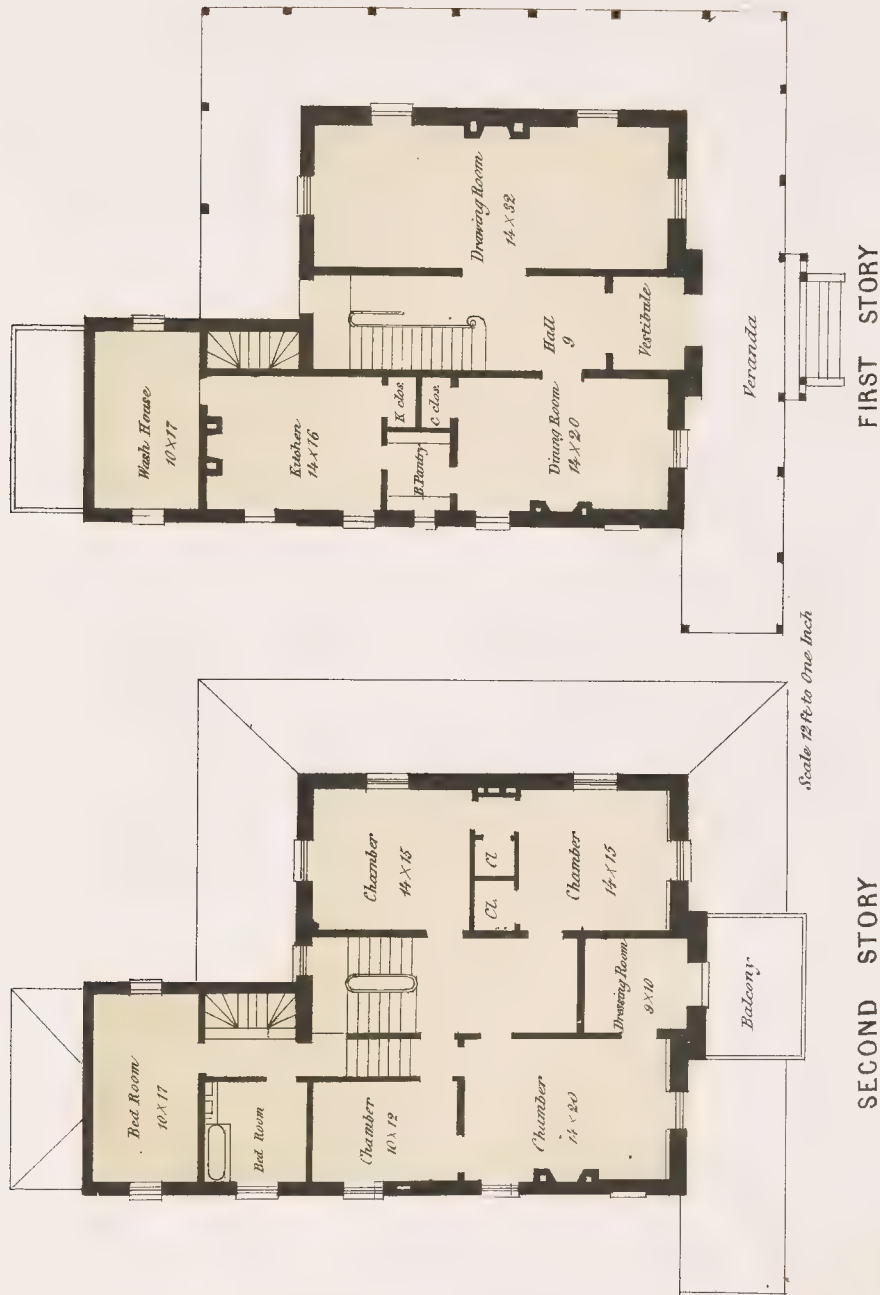 Wash House
10 X 17
Kitchen
14 X 16
K clos.
C clos.
B. Pantry
Dining Room
14 X 20
Hall
9
Vestibule
Drawing Room
14 X 32
Veranda
FIRST STORY
Scale 12 ft to One Inch
Bed Room
10 X 17
Bed Room
Chamber
10 X 12
Chamber
14 X 20
Dressing Room
9 X 10
Chamber
14 X 15
Cl.
Cl
Chamber
14 X 15
Balcony
SECOND STORY